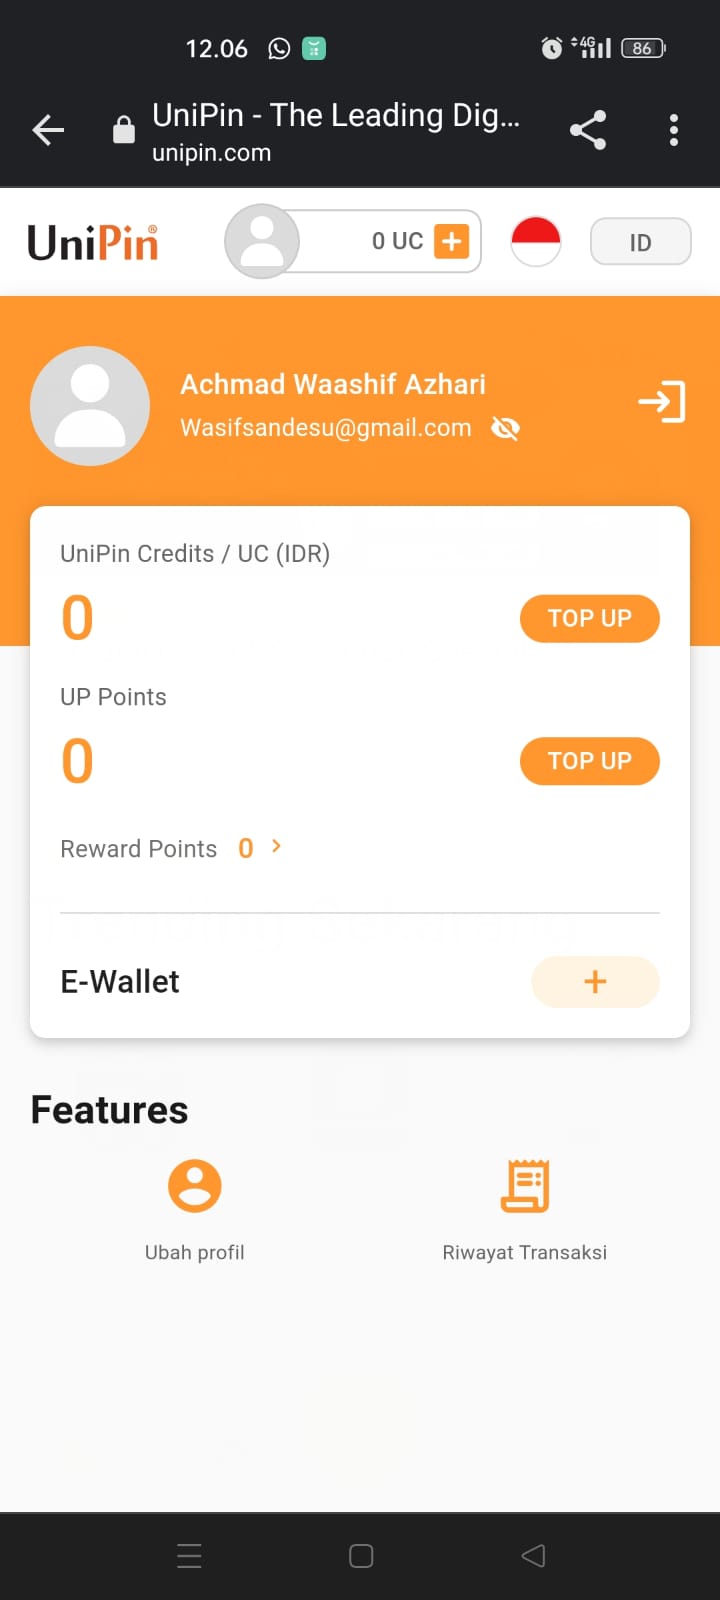 12.06
4G
86
UniPin - The Leading Dig...
unipin.com
UniPin®
0 UC
ID
Achmad Waashif Azhari
Wasifsandesu@gmail.com
UniPin Credits / UC (IDR)
0
TOP UP
UP Points
0
TOP UP
Reward Points 0
E-Wallet
Features
Ubah profil
Riwayat Transaksi